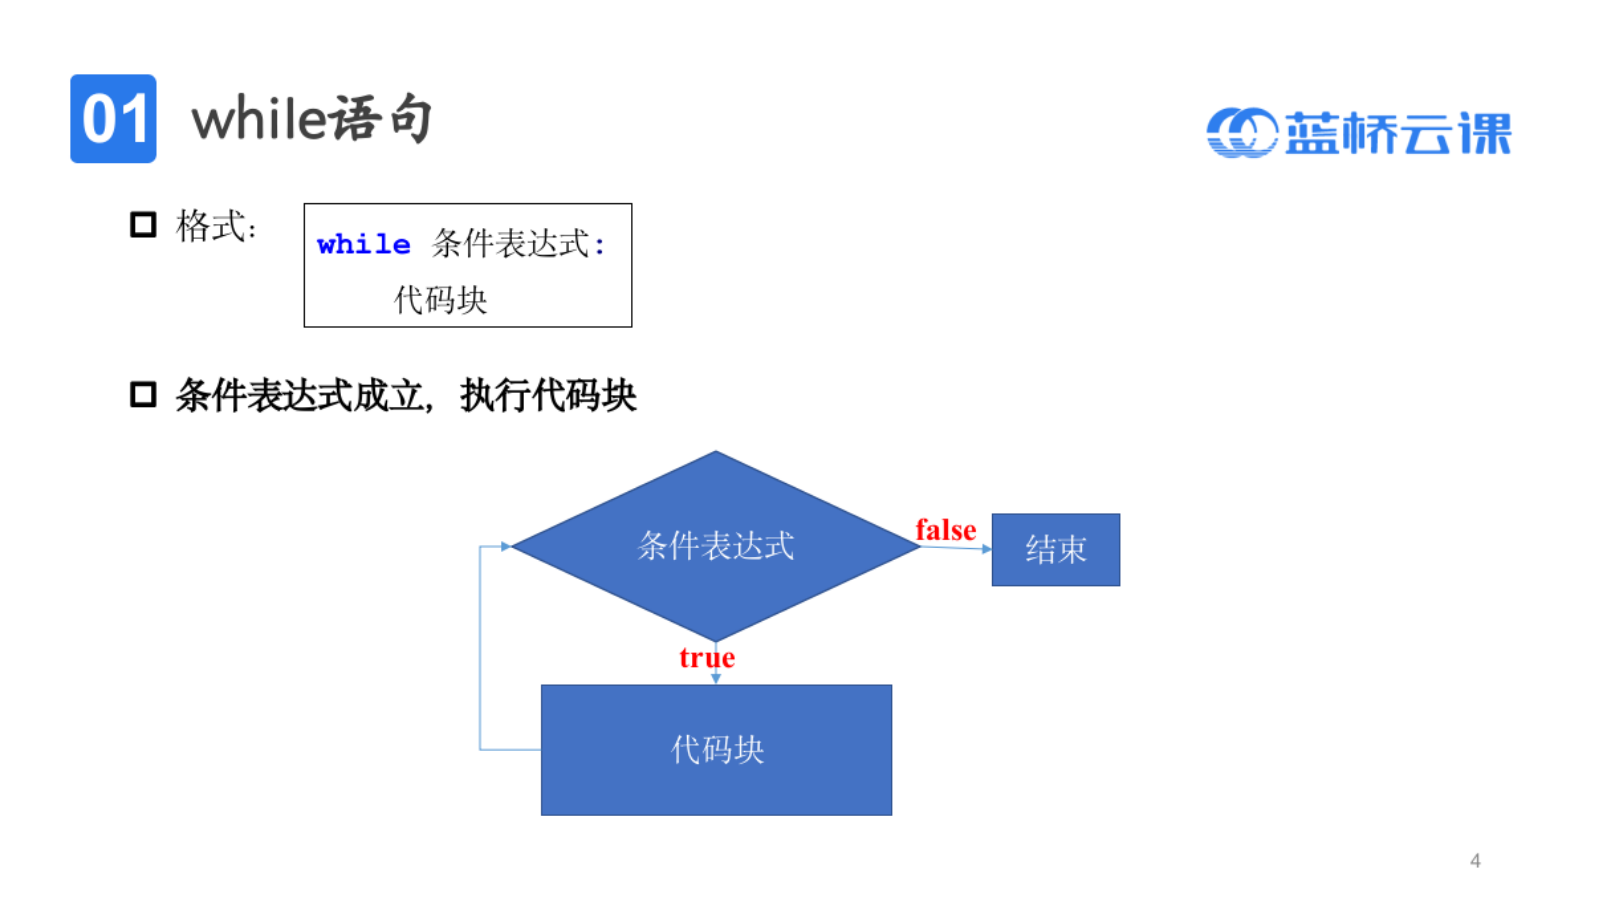 01 while语句
蓝桥云课
格式：
while 条件表达式:
代码块
条件表达式成立，执行代码块
条件表达式
false
结束
true
代码块
4